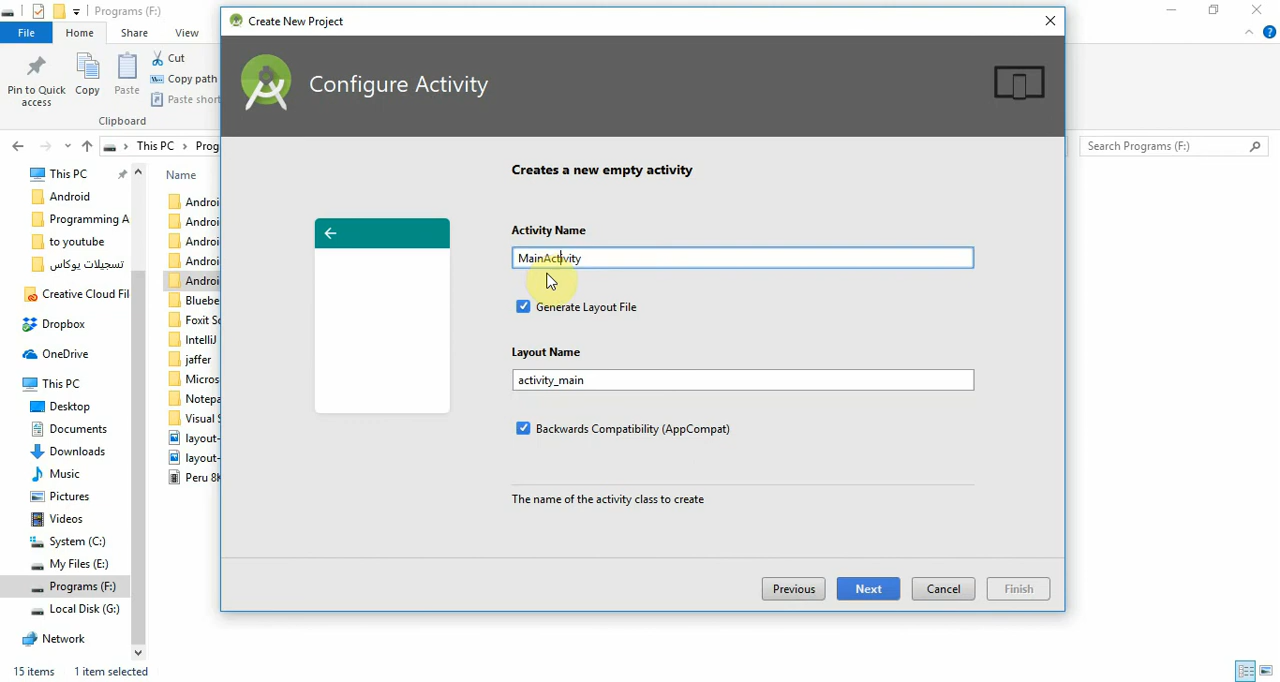 Programs (F:)
File Home Share View
Pin to Quick access
Copy
Paste
Cut
Copy path
Paste short
Clipboard
This PC › Prog
Search Programs (F:)
This PC
Android
Programming A
to youtube
تسجيلات يوكاس
Creative Cloud Fil
Dropbox
OneDrive
This PC
Desktop
Documents
Downloads
Music
Pictures
Videos
System (C:)
My Files (E:)
Programs (F:)
Local Disk (G:)
Network
Name
Androi
Androi
Androi
Androi
Androi
Bluebe
Foxit So
IntelliJ
jaffer
Micros
Notepa
Visual S
layout-
layout-
Peru 8K
15 items 1 item selected
Create New Project
Configure Activity
Creates a new empty activity
Activity Name
MainActivity
Generate Layout File
Layout Name
activity_main
Backwards Compatibility (AppCompat)
The name of the activity class to create
Previous Next Cancel Finish